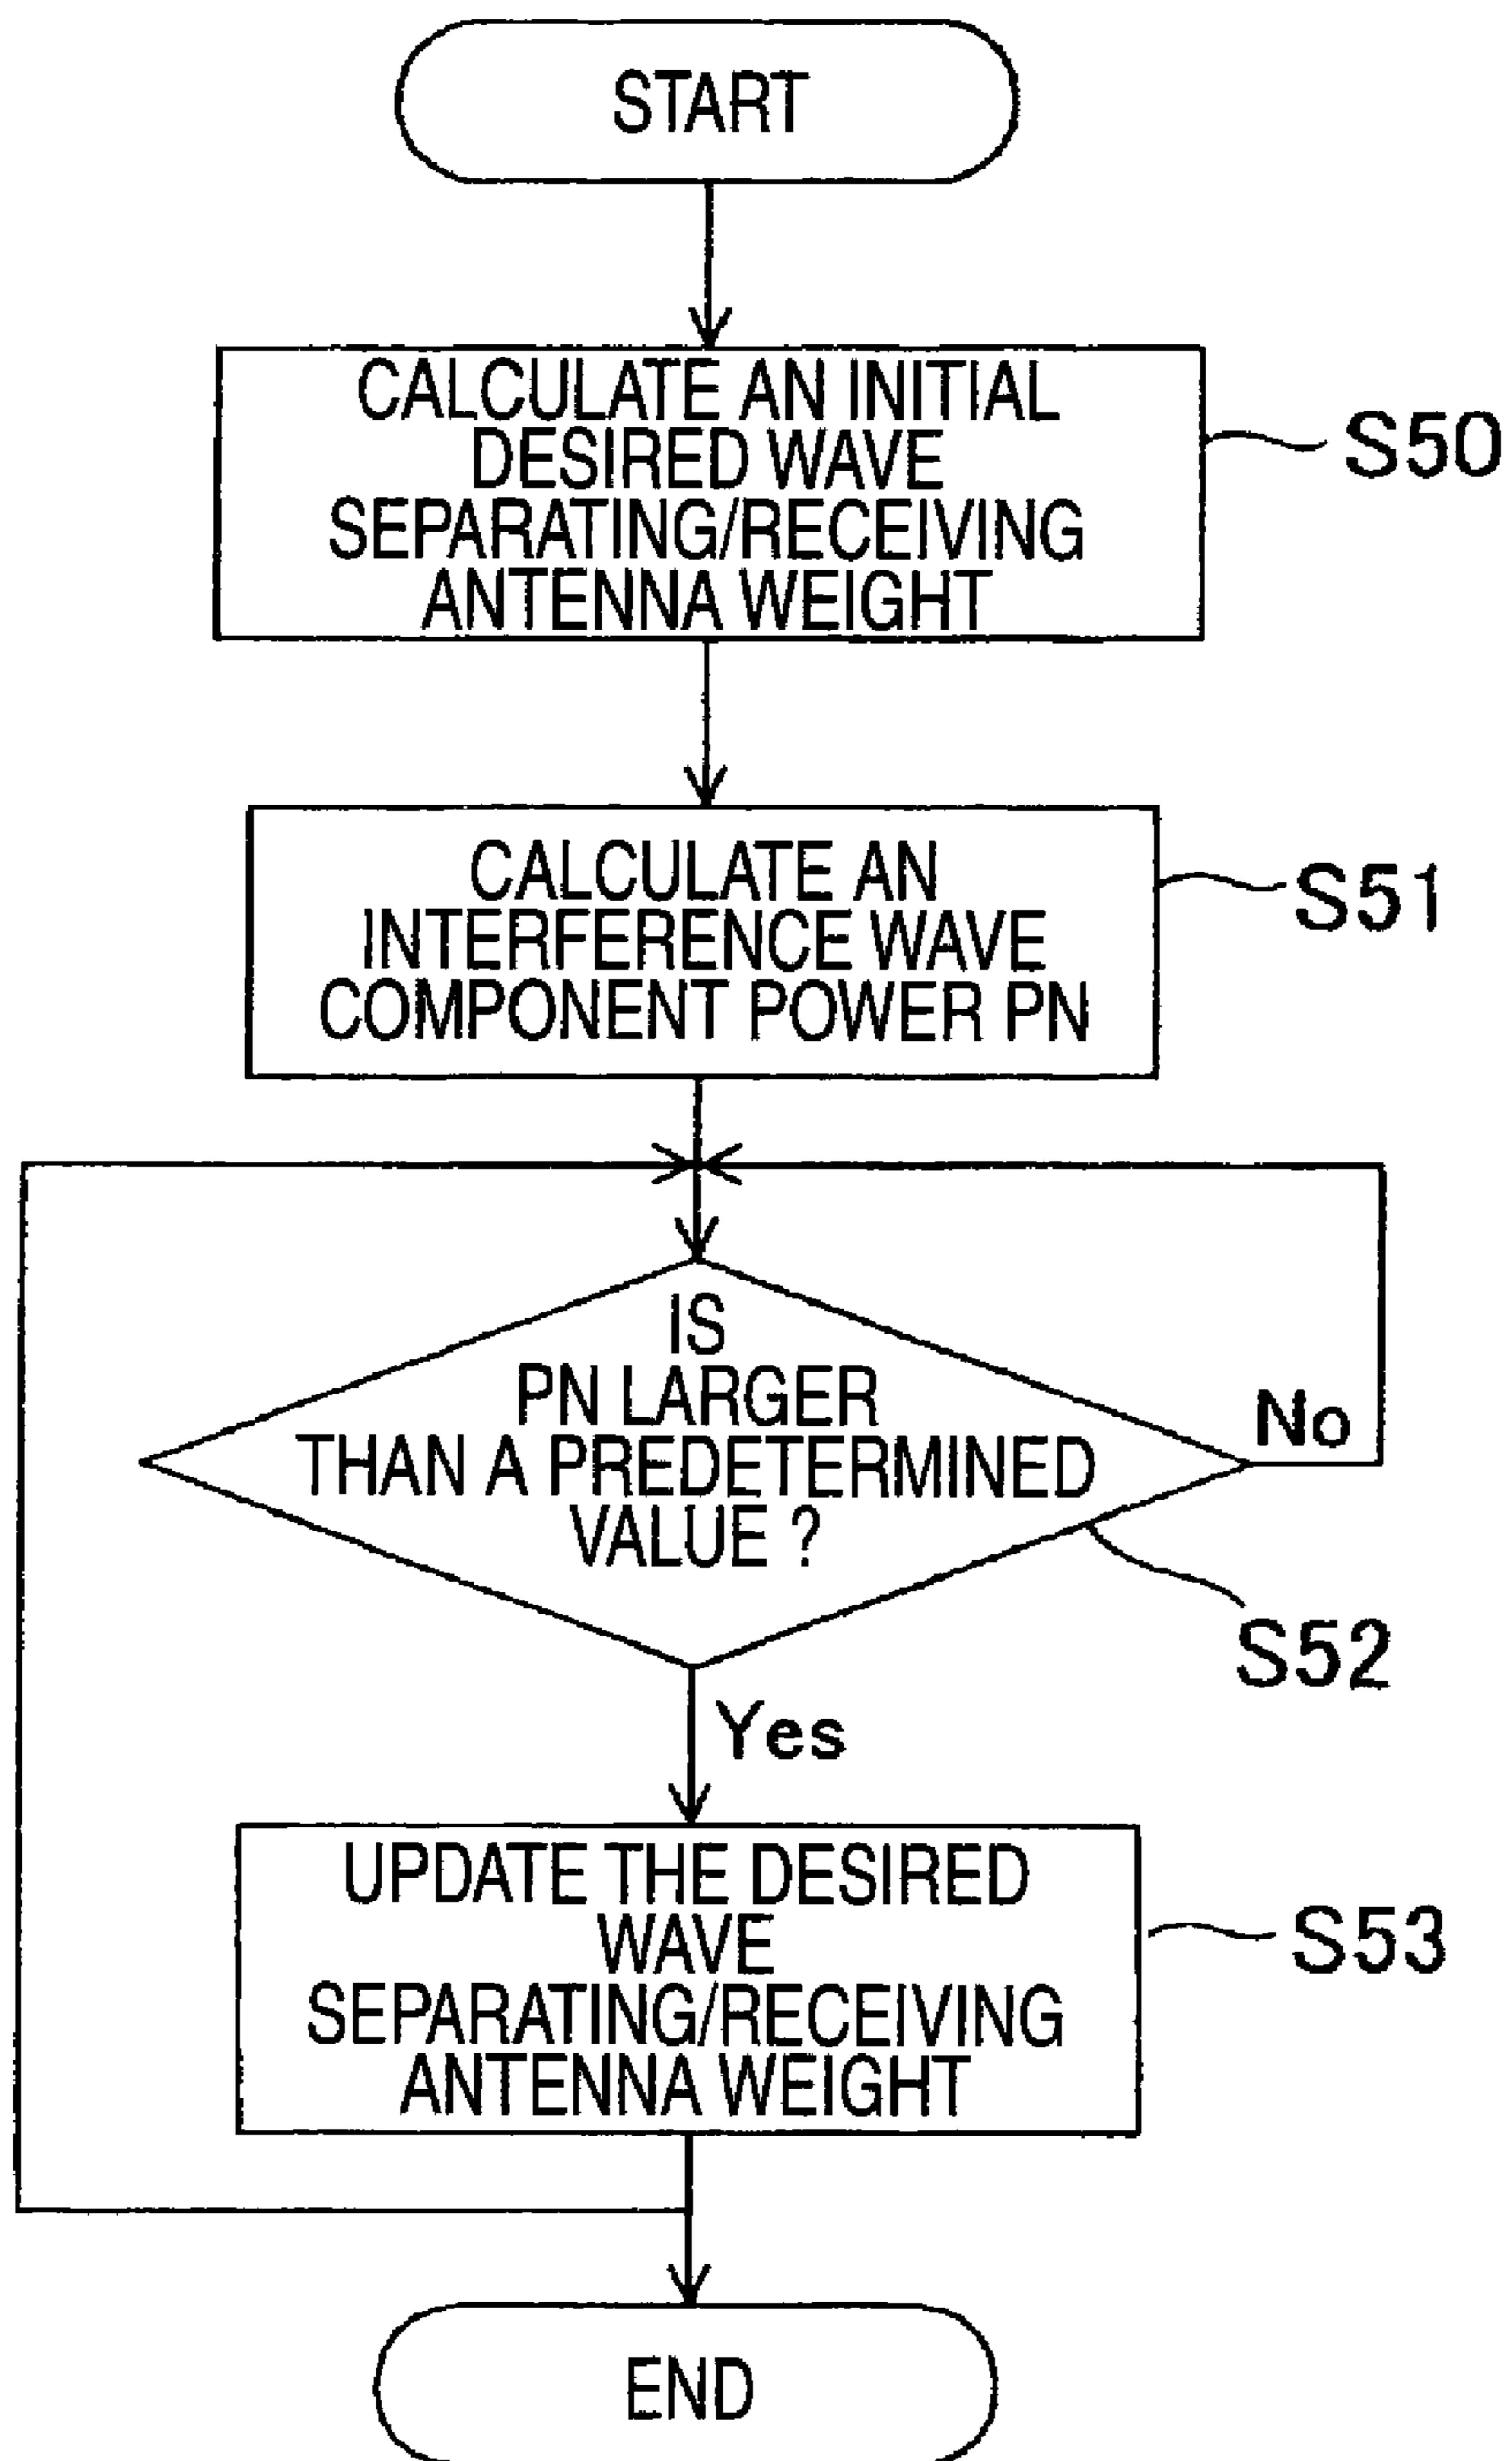 START
CALCULATE AN INITIAL
DESIRED WAVE
SEPARATING/RECEIVING
ANTENNA WEIGHT
S50
CALCULATE AN
INTERFERENCE WAVE
COMPONENT POWER PN
S51
IS
PN LARGER
THAN A PREDETERMINED
VALUE ?
No
S52
Yes
UPDATE THE DESIRED
WAVE
SEPARATING/RECEIVING
ANTENNA WEIGHT
S53
END